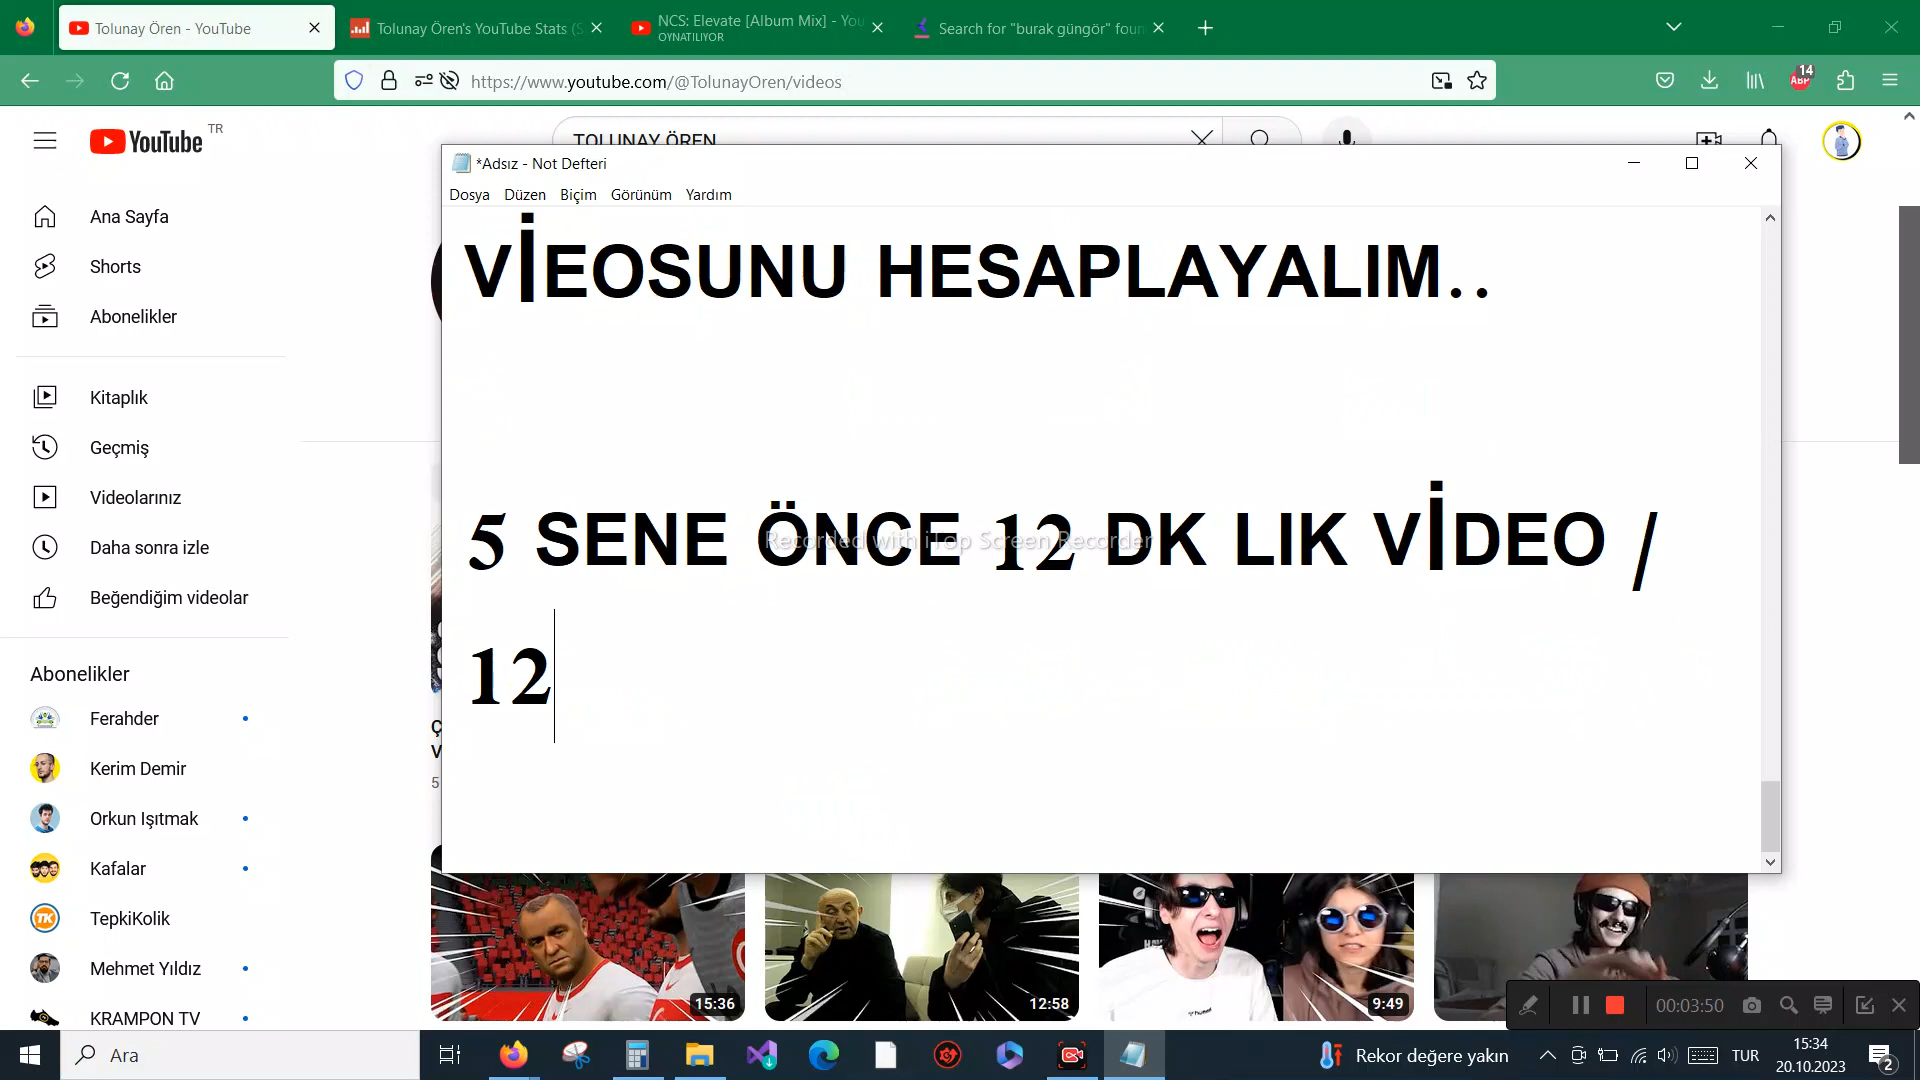 Tolunay Ören - YouTube
Tolunay Ören's YouTube Stats (S
NCS: Elevate [Album Mix] - You
OYNATILIYOR
Search for "burak güngör" foun
https://www.youtube.com/@TolunayOren/videos
14
ABP
YouTube TR
TOLUNAY ÖREN
*Adsız - Not Defteri
Dosya Düzen Biçim Görünüm Yardım
VİEOSUNU HESAPLAYALIM..
5 SENE ÖNCE 12 DK LIK VİDEO /
12
Recorded with iTop Screen Recorder
Ana Sayfa
Shorts
Abonelikler
Kitaplık
Geçmiş
Videolarınız
Daha sonra izle
Beğendiğim videolar
Abonelikler
Ferahder
Kerim Demir
Orkun Işıtmak
Kafalar
TK
TepkiKolik
Mehmet Yıldız
KRAMPON TV
Ç
V
5
15:36
12:58
9:49
00:03:50
Ara
Rekor değere yakın
TUR
15:34
20.10.2023
2